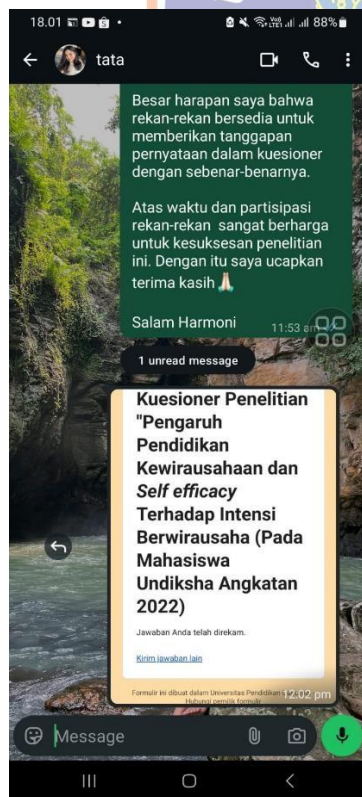 18.01
88%
tata
Besar harapan saya bahwa
rekan-rekan bersedia untuk
memberikan tanggapan
pernyataan dalam kuesioner
dengan sebenar-benarnya.
Atas waktu dan partisipasi
rekan-rekan sangat berharga
untuk kesuksesan penelitian
ini. Dengan itu saya ucapkan
terima kasih🙏🏻
Salam Harmoni
11:53 am
1 unread message
Kuesioner Penelitian
"Pengaruh
Pendidikan
Kewirausahaan dan
Self efficacy
Terhadap Intensi
Berwirausaha (Pada
Mahasiswa
Undiksha Angkatan
2022)
Jawaban Anda telah direkam.
Kirim jawaban lain
Formulir ini dibuat dalam Universitas Pendidikan
12:02 pm
Hubungi pemilik formulir
Message